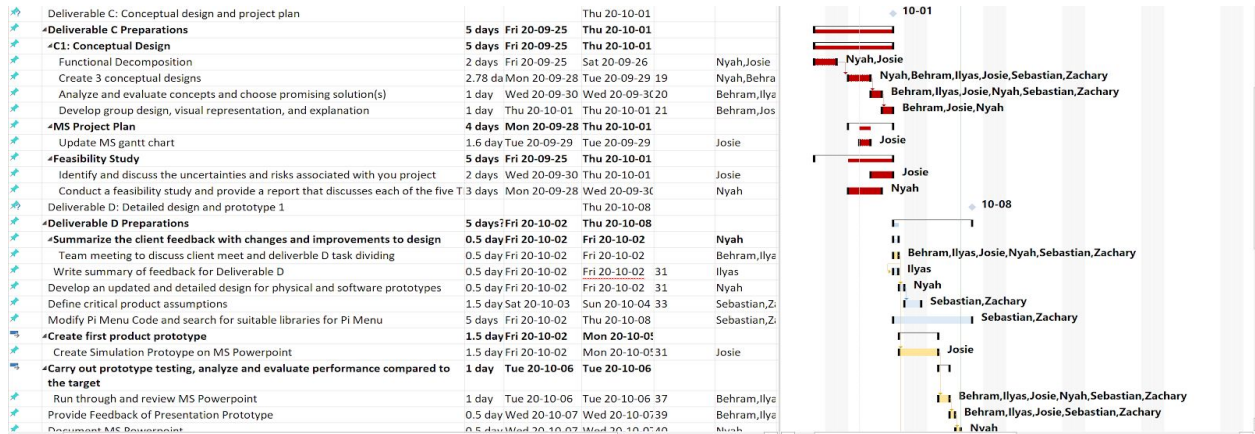 Deliverable C: Conceptual design and project plan Thu 20-10-01 10-01
Deliverable C Preparations 5 days Fri 20-09-25 Thu 20-10-01
C1: Conceptual Design 5 days Fri 20-09-25 Thu 20-10-01
Functional Decomposition 2 days Fri 20-09-25 Sat 20-09-26 Nyah,Josie Nyah,Josie
Create 3 conceptual designs 2.78 da Mon 20-09-28 Tue 20-09-29 19 Nyah,Behra Nyah,Behram,Ilyas,Josie,Sebastian,Zachary
Analyze and evaluate concepts and choose promising solution(s) 1 day Wed 20-09-30 Wed 20-09-30 20 Behram,Ilya Behram,Ilyas,Josie,Nyah,Sebastian,Zachary
Develop group design, visual representation, and explanation 1 day Thu 20-10-01 Thu 20-10-01 21 Behram,Jos Behram,Josie,Nyah
MS Project Plan 4 days Mon 20-09-28 Thu 20-10-01
Update MS gantt chart 1.6 day Tue 20-09-29 Tue 20-09-29 Josie Josie
Feasibility Study 5 days Fri 20-09-25 Thu 20-10-01
Identify and discuss the uncertainties and risks associated with you project 2 days Wed 20-09-30 Thu 20-10-01 Josie Josie
Conduct a feasibility study and provide a report that discusses each of the five T 3 days Mon 20-09-28 Wed 20-09-30 Nyah Nyah
Deliverable D: Detailed design and prototype 1 Thu 20-10-08 10-08
Deliverable D Preparations 5 days? Fri 20-10-02 Thu 20-10-08
Summarize the client feedback with changes and improvements to design 0.5 day Fri 20-10-02 Fri 20-10-02 Nyah
Team meeting to discuss client meet and deliverble D task dividing 0.5 day Fri 20-10-02 Fri 20-10-02 Behram,Ilya Behram,Ilyas,Josie,Nyah,Sebastian,Zachary
Write summary of feedback for Deliverable D 0.5 day Fri 20-10-02 Fri 20-10-02 31 Ilyas Ilyas
Develop an updated and detailed design for physical and software prototypes 0.5 day Fri 20-10-02 Fri 20-10-02 31 Nyah Nyah
Define critical product assumptions 1.5 day Sat 20-10-03 Sun 20-10-04 33 Sebastian,Za Sebastian,Zachary
Modify Pi Menu Code and search for suitable libraries for Pi Menu 5 days Fri 20-10-02 Thu 20-10-08 Sebastian,Za Sebastian,Zachary
Create first product prototype 1.5 day Fri 20-10-02 Mon 20-10-05
Create Simulation Protoype on MS Powerpoint 1.5 day Fri 20-10-02 Mon 20-10-05 31 Josie Josie
Carry out prototype testing, analyze and evaluate performance compared to 1 day Tue 20-10-06 Tue 20-10-06
the target
Run through and review MS Powerpoint 1 day Tue 20-10-06 Tue 20-10-06 37 Behram,Ilya Behram,Ilyas,Josie,Nyah,Sebastian,Zachary
Provide Feedback of Presentation Prototype 0.5 day Wed 20-10-07 Wed 20-10-07 39 Behram,Ilya Behram,Ilyas,Josie,Sebastian,Zachary
Document MS Powerpoint 0.5 day Wed 20-10-07 Wed 20-10-07 40 Nyah Nyah